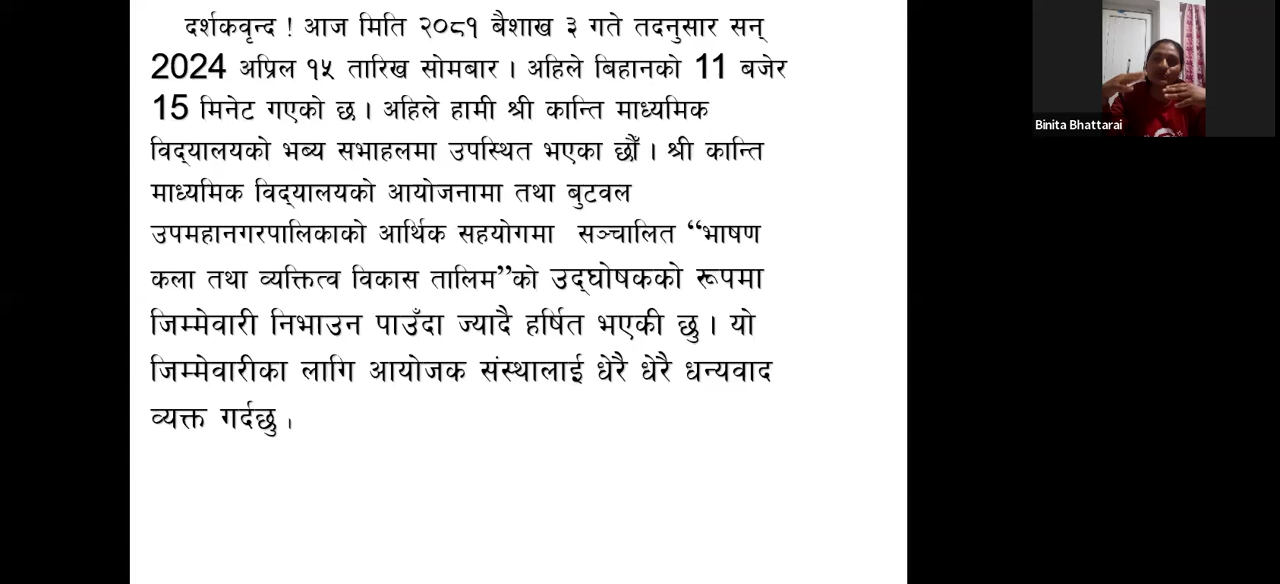 दर्शकवृन्द ! आज मिति २०८१ बैशाख ३ गते तदनुसार सन्
2024 अप्रिल १५ तारिख सोमबार । अहिले बिहानको 11 बजेर
15 मिनेट गएको छ । अहिले हामी श्री कान्ति माध्यमिक
विद्‌यालयको भब्य सभाहलमा उपस्थित भएका छौँ । श्री कान्ति
माध्यमिक विद्‌यालयको आयोजनामा तथा बुटवल
उपमहानगरपालिकाको आर्थिक सहयोगमा सञ्चालित “भाषण
कला तथा व्यक्तित्व विकास तालिम”को उद्‌घोषकको रूपमा
जिम्मेवारी निभाउन पाउँदा ज्यादै हर्षित भएकी छु । यो
जिम्मेवारीका लागि आयोजक संस्थालाई धेरै धेरै धन्यवाद
व्यक्त गर्दछु ।
Binita Bhattarai